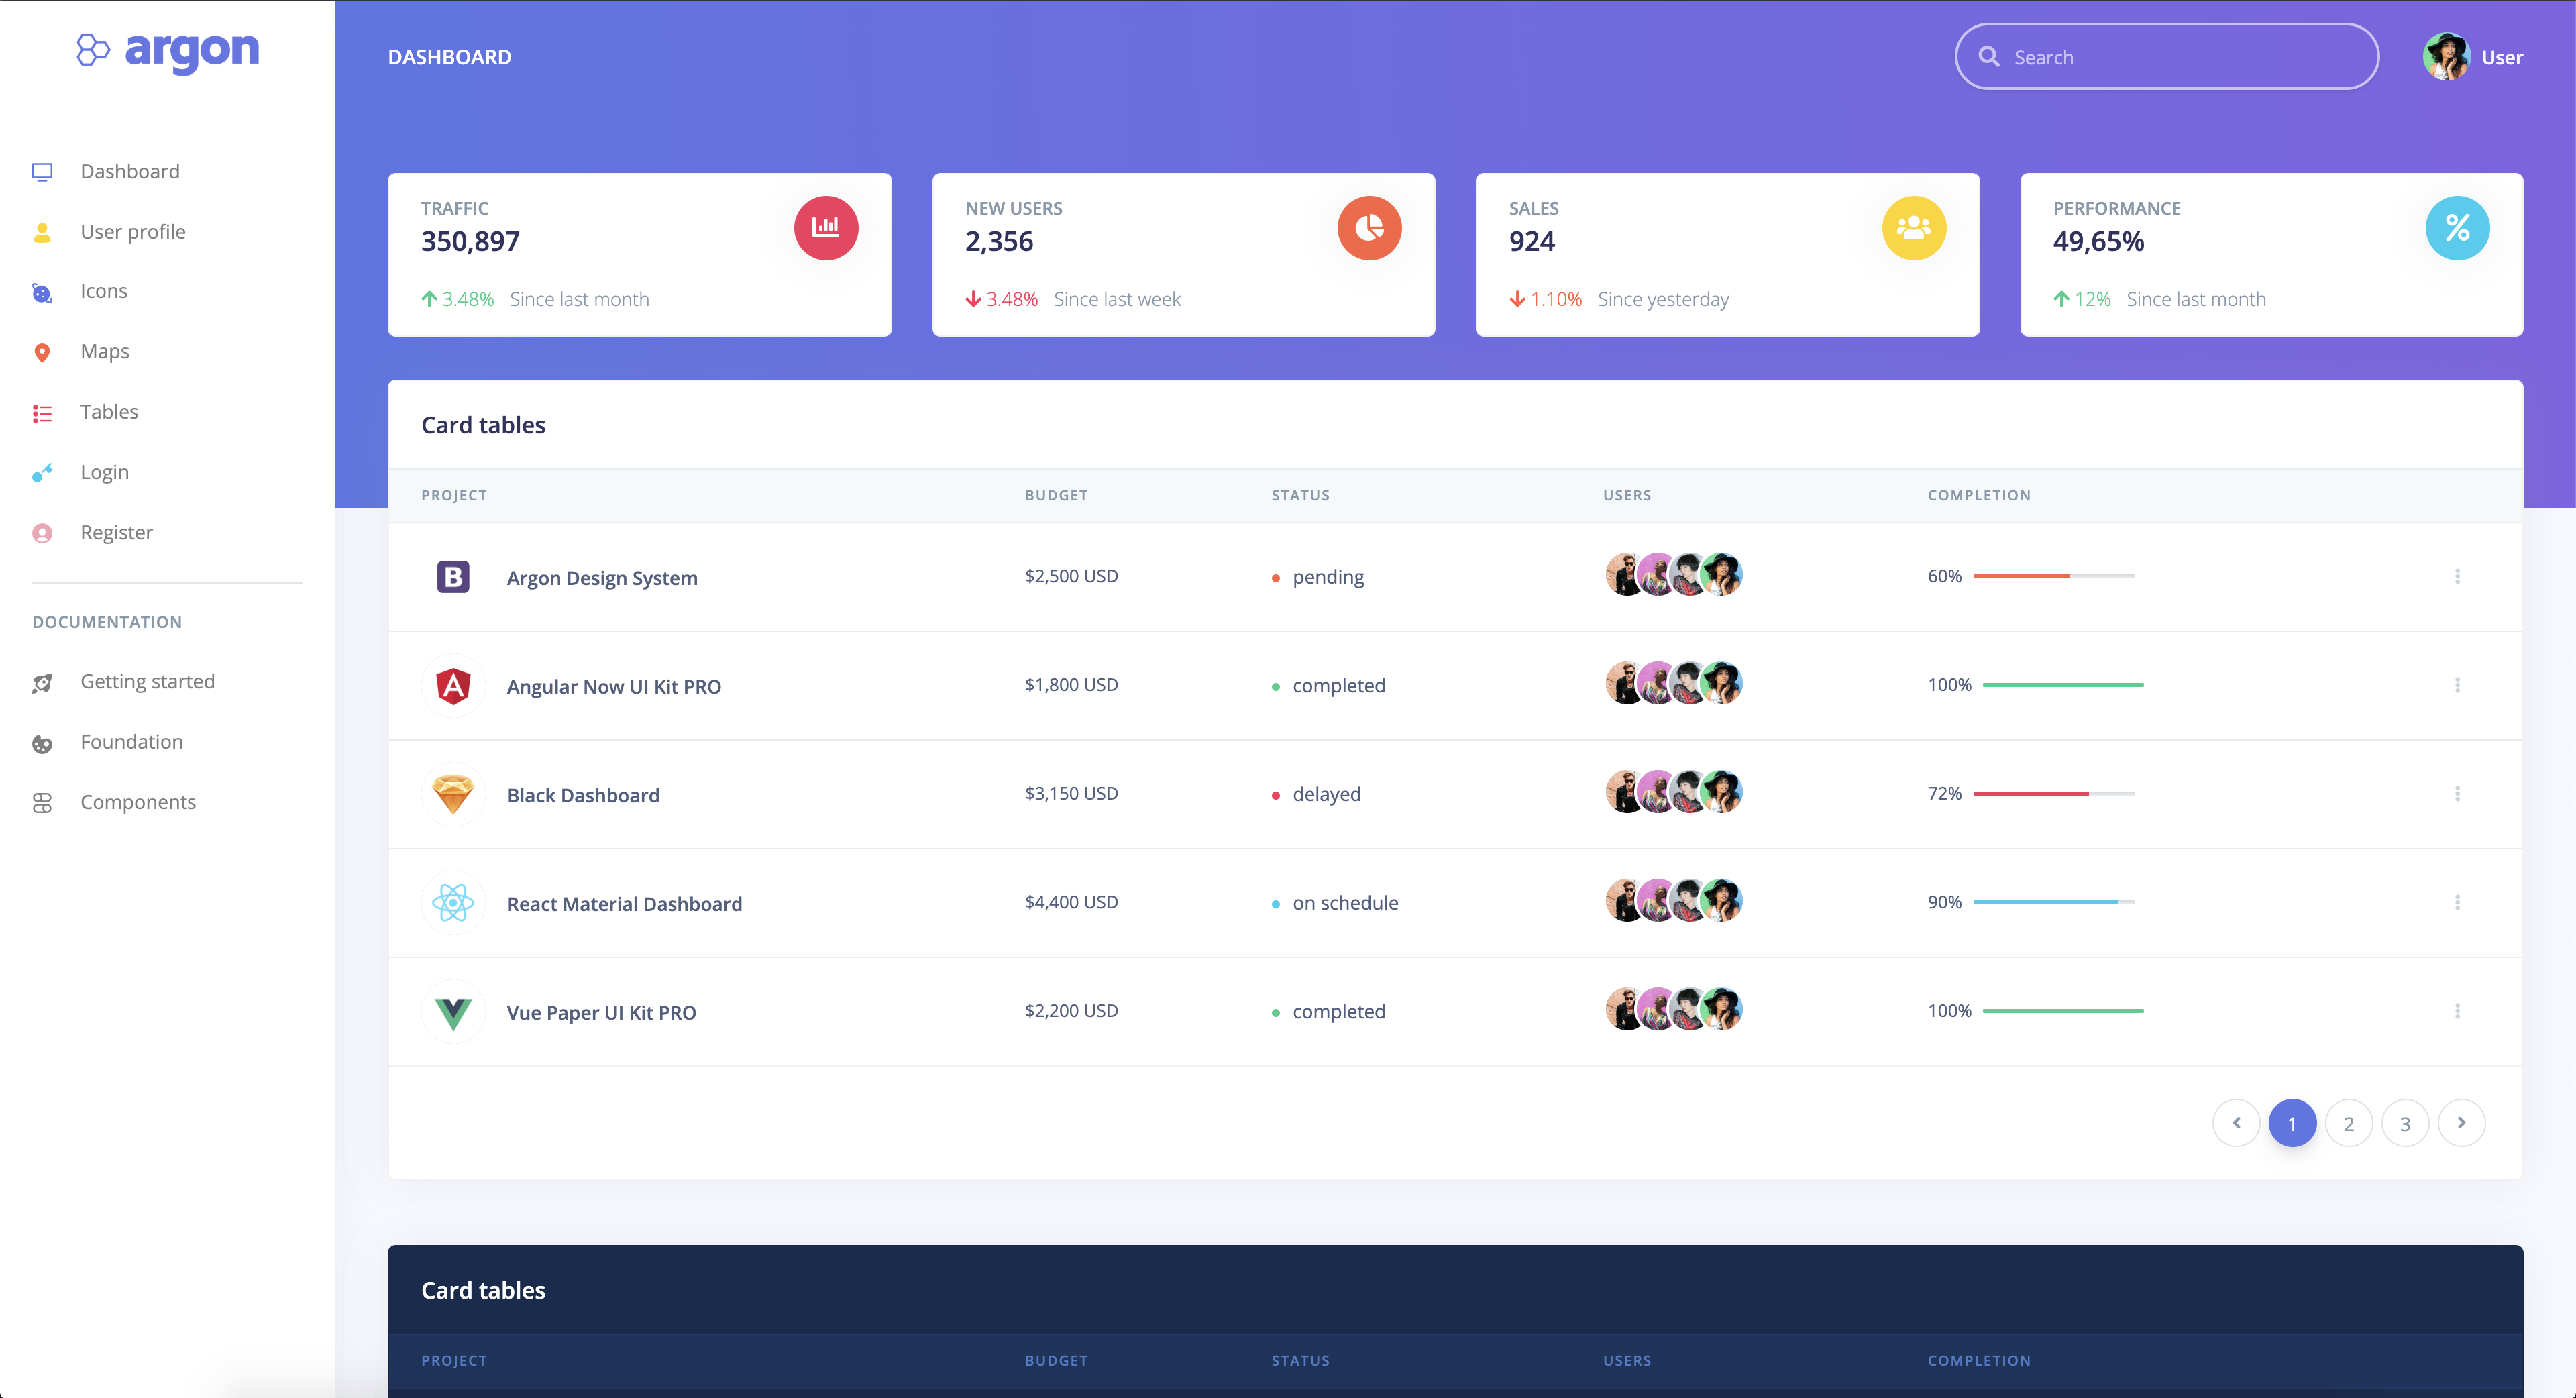 argon
DASHBOARD
Search
User
Dashboard
User profile
Icons
Maps
Tables
Login
Register
DOCUMENTATION
Getting started
Foundation
Components
TRAFFIC
350,897
3.48% Since last month
NEW USERS
2,356
3.48% Since last week
SALES
924
1.10% Since yesterday
PERFORMANCE
49,65%
12% Since last month
Card tables
PROJECT BUDGET STATUS USERS COMPLETION
B Argon Design System $2,500 USD pending 60%
A Angular Now UI Kit PRO $1,800 USD completed 100%
Black Dashboard $3,150 USD delayed 72%
React Material Dashboard $4,400 USD on schedule 90%
Vue Paper UI Kit PRO $2,200 USD completed 100%
1 2 3
Card tables
PROJECT BUDGET STATUS USERS COMPLETION